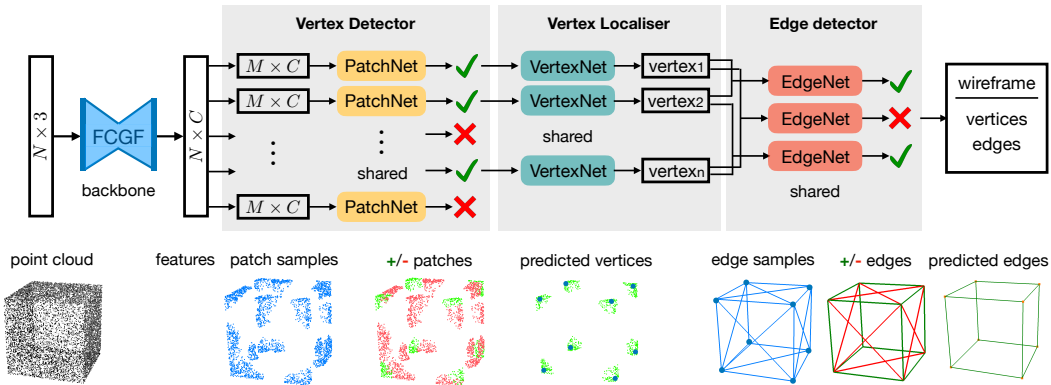 Vertex Detector
Vertex Localiser
Edge detector
N × 3
FCGF
backbone
N × C
M × C
PatchNet
VertexNet
vertex1
M × C
PatchNet
VertexNet
vertex2
shared
shared
VertexNet
vertexn
M × C
PatchNet
EdgeNet
EdgeNet
EdgeNet
shared
wireframe
vertices
edges
point cloud
features
patch samples
+/- patches
predicted vertices
edge samples
+/- edges
predicted edges